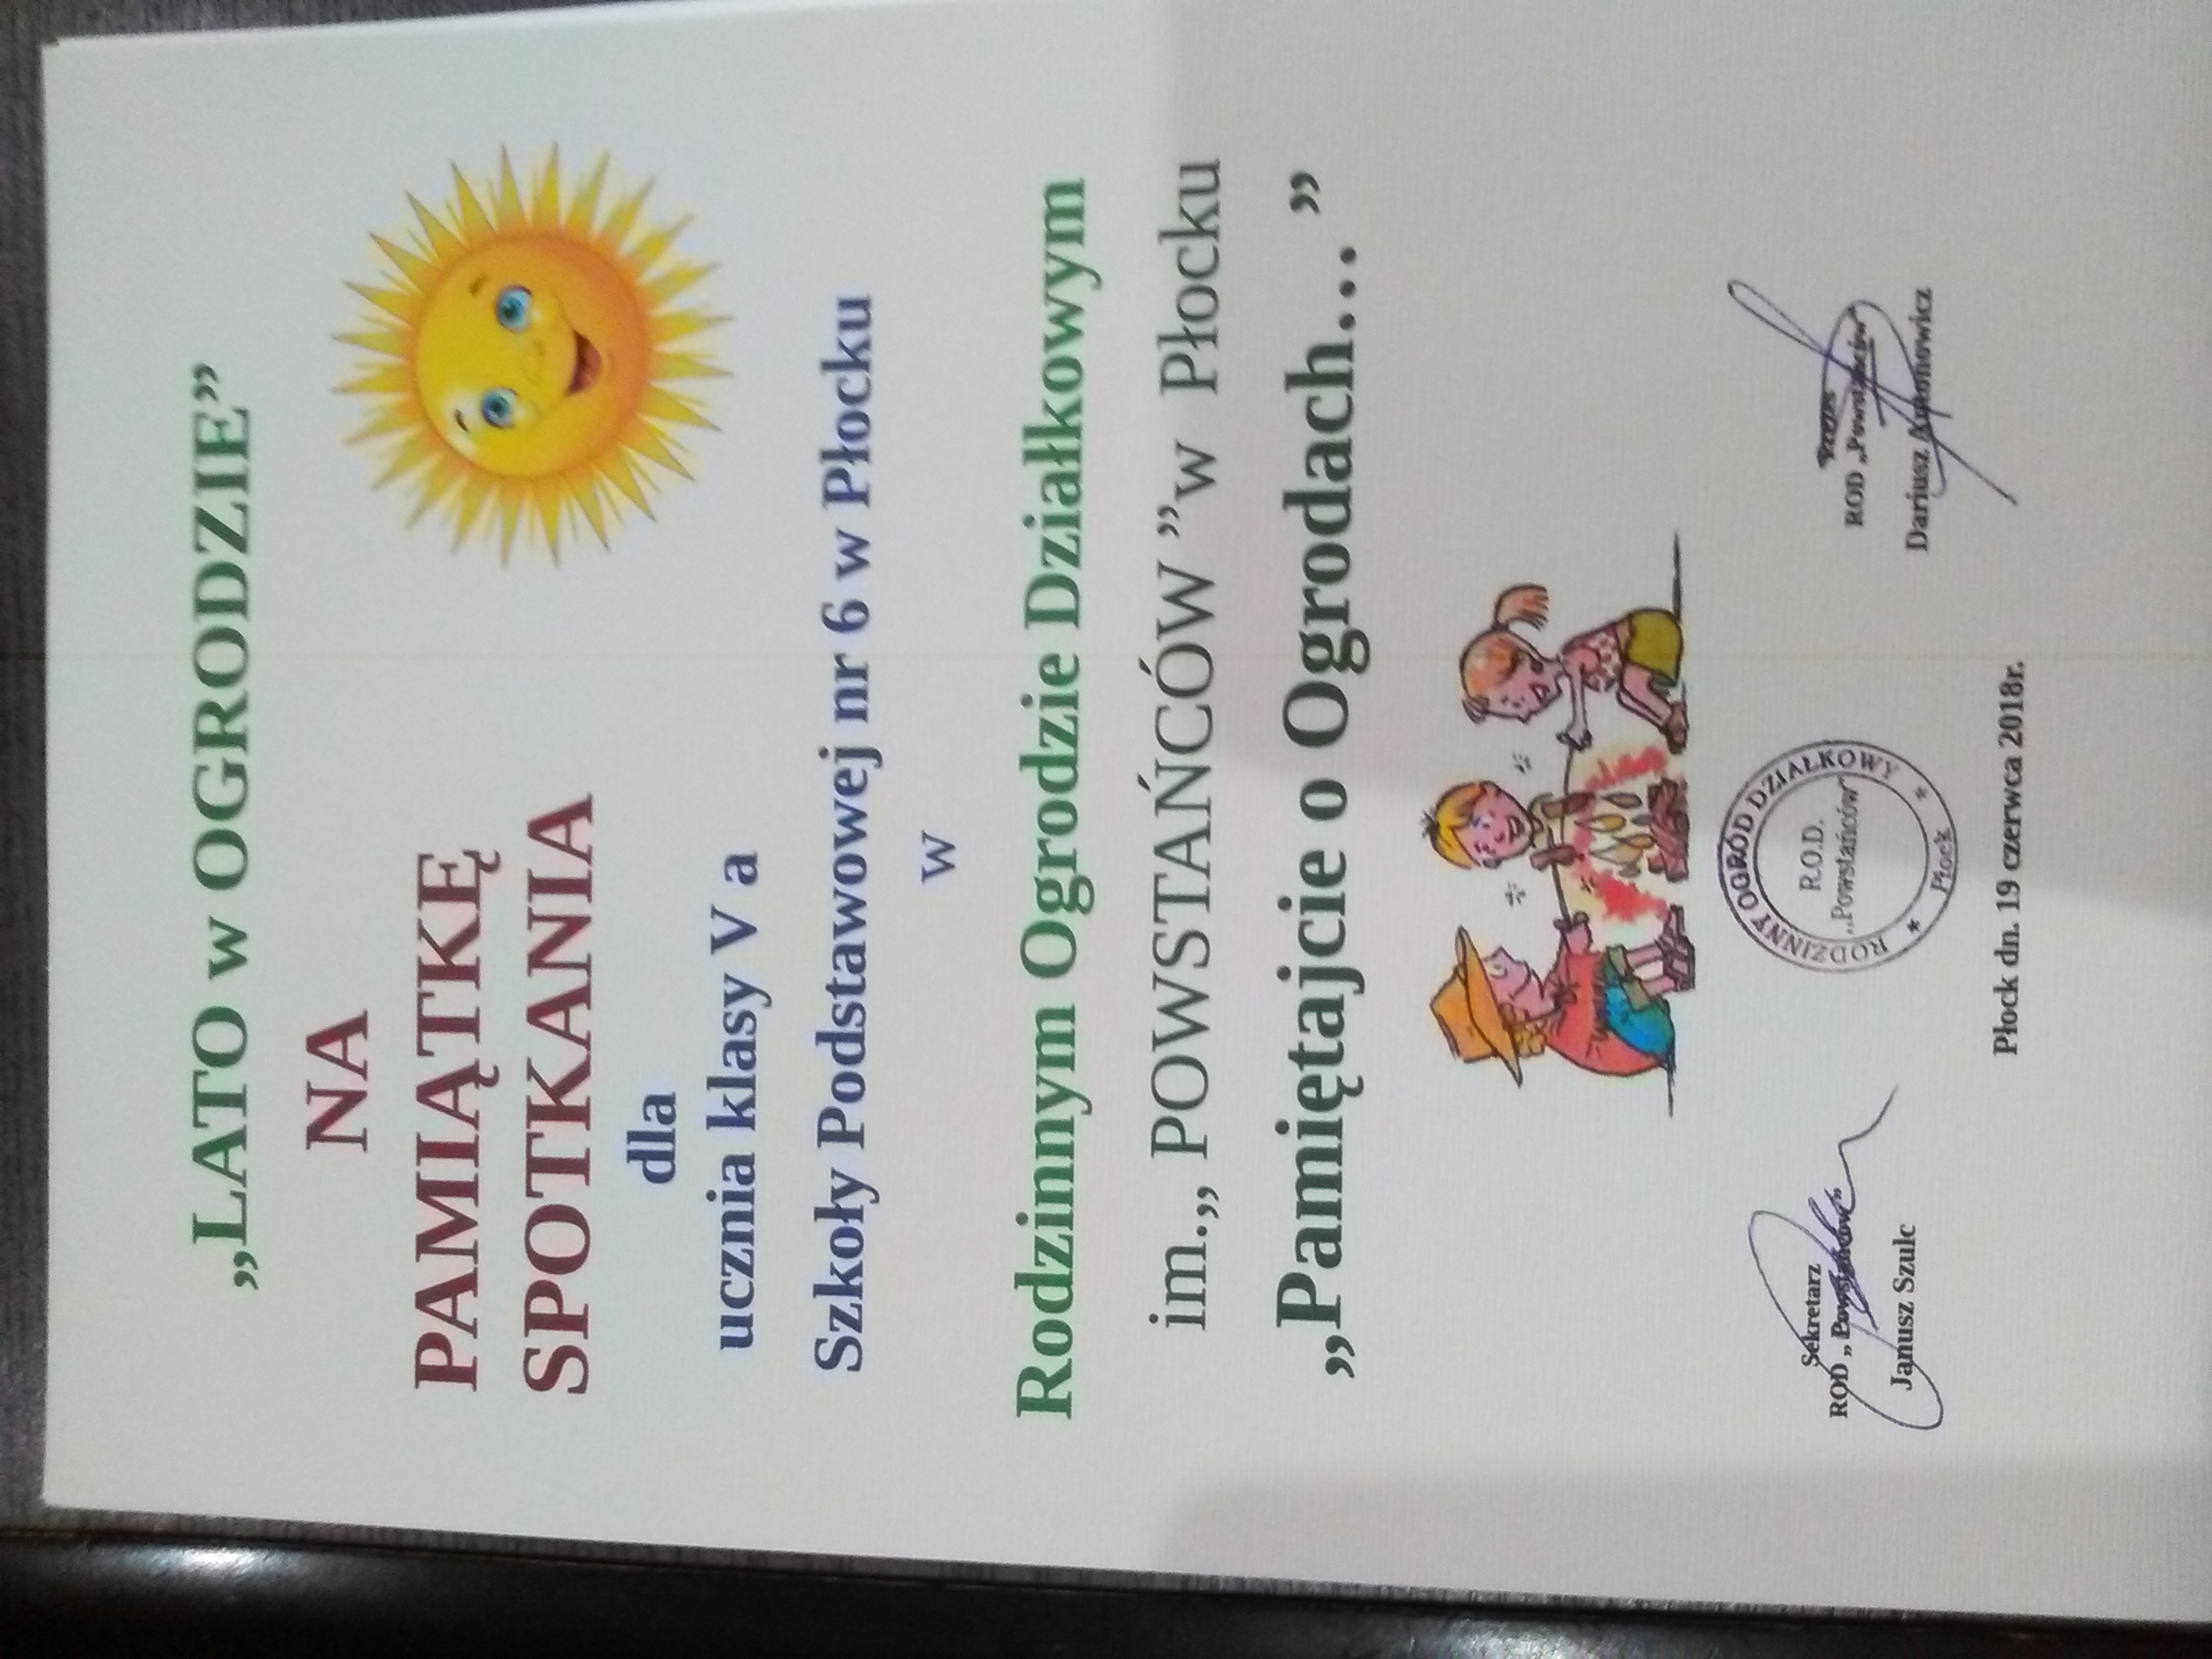 „LATO w OGRODZIE”
NA
PAMIĄTKĘ
SPOTKANIA
dla
ucznia klasy V a
Szkoły Podstawowej nr 6 w Płocku
w
Rodzinnym Ogrodzie Działkowym
im.„ POWSTAŃCÓW ”w Płocku
„Pamiętajcie o Ogrodach… ”
Sekretarz
ROD „Powstańców”
Janusz Szulc
RODZINNY OGRÓD DZIAŁKOWY
R.O.D.
„Powstańców”
* Płock *
ROD „Powstańców”
Dariusz Antonowicz
Płock dn. 19 czerwca 2018r.